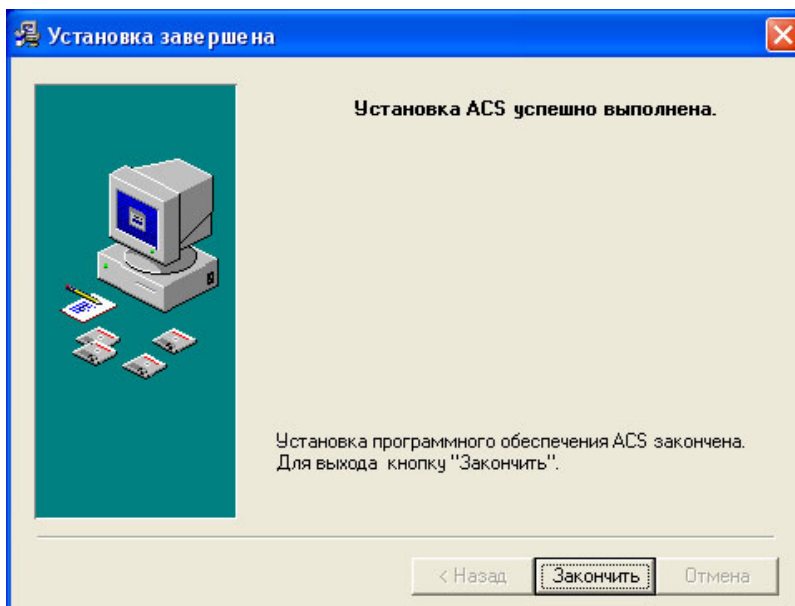 Установка завершена
Установка ACS успешно выполнена.
Установка программного обеспечения ACS закончена.
Для выхода кнопку "Закончить".
< Назад
Закончить
Отмена